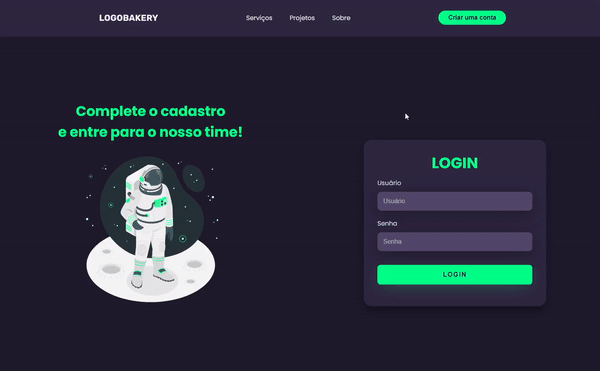 LOGOBAKERY
Serviços
Projetos
Sobre
Criar uma conta
Complete o cadastro
e entre para o nosso time!
LOGIN
Usuário
Usuário
Senha
Senha
LOGIN